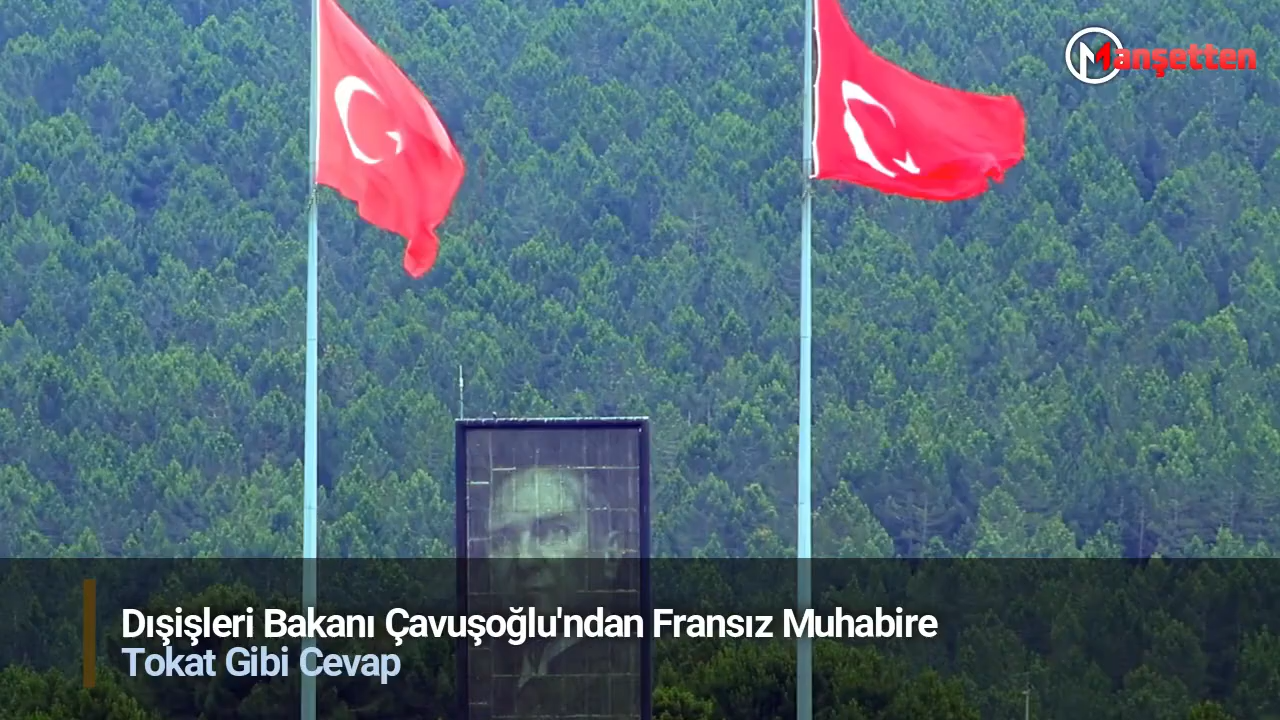 Manşetten
Dışişleri Bakanı Çavuşoğlu'ndan Fransız Muhabire
Tokat Gibi Cevap